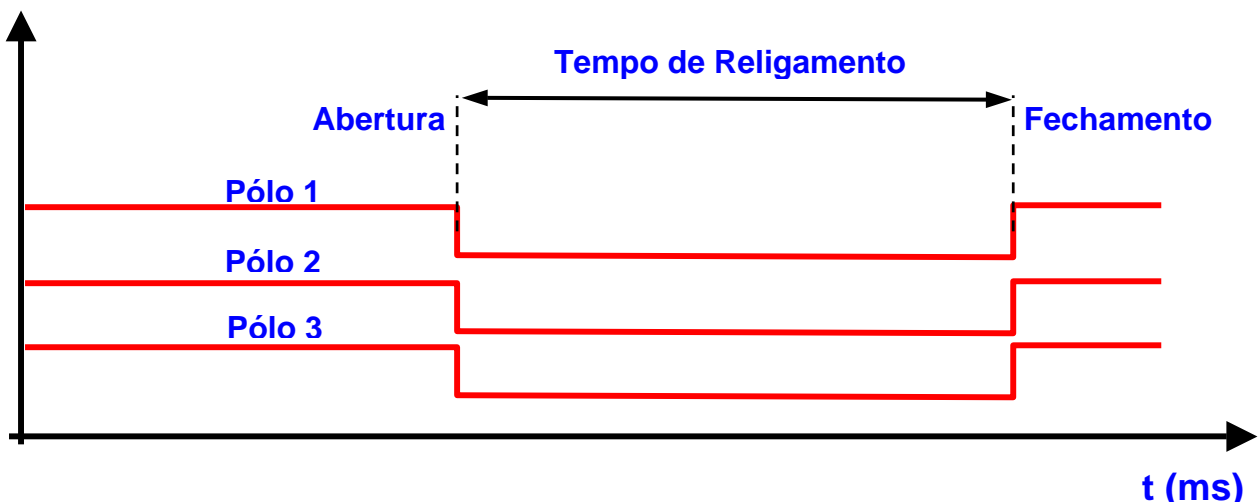 Tempo de Religamento
Abertura
Fechamento
Pólo 1
Pólo 2
Pólo 3
t (ms)